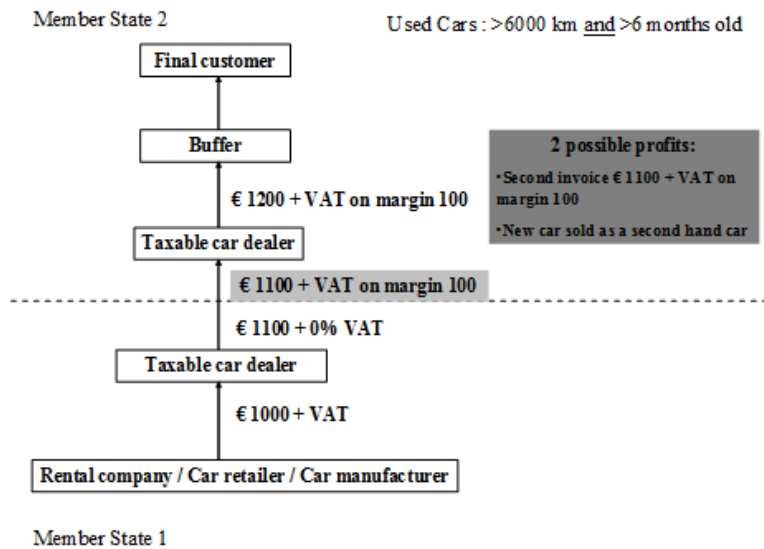 Member State 2
Used Cars : >6000 km and >6 months old
Final customer
Buffer
2 possible profits:
•Second invoice € 1100 + VAT on
margin 100
•New car sold as a second hand car
€ 1200 + VAT on margin 100
Taxable car dealer
€ 1100 + VAT on margin 100
€ 1100 + 0% VAT
Taxable car dealer
€ 1000 + VAT
Rental company / Car retailer / Car manufacturer
Member State 1